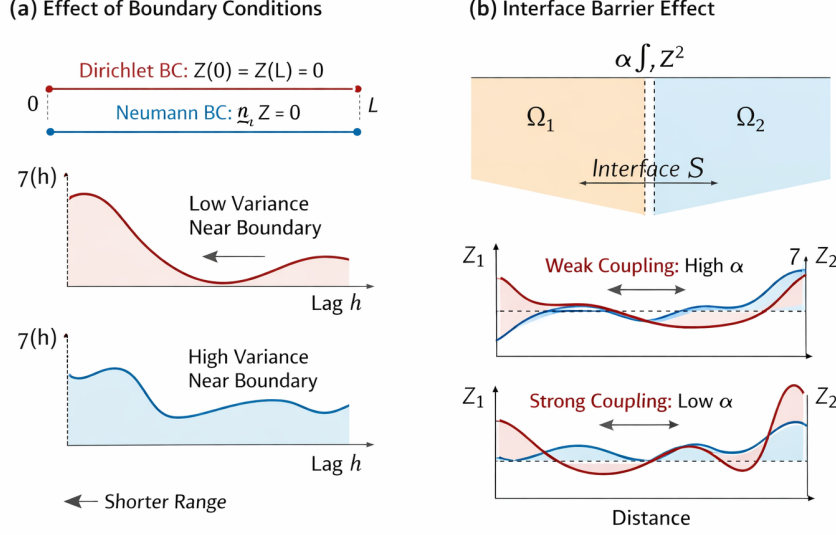 (a) Effect of Boundary Conditions
Dirichlet BC: Z(0) = Z(L) = 0
0
L
Neumann BC: n̰ᵢ Z = 0
7(h)
Low Variance
Near Boundary
Lag h
7(h)
High Variance
Near Boundary
Lag h
Shorter Range
(b) Interface Barrier Effect
α∫, Z²
Ω₁
Ω₂
Interface S
Z₁
Weak Coupling: High α
7
Z₂
Z₁
Strong Coupling: Low α
Z₂
Distance